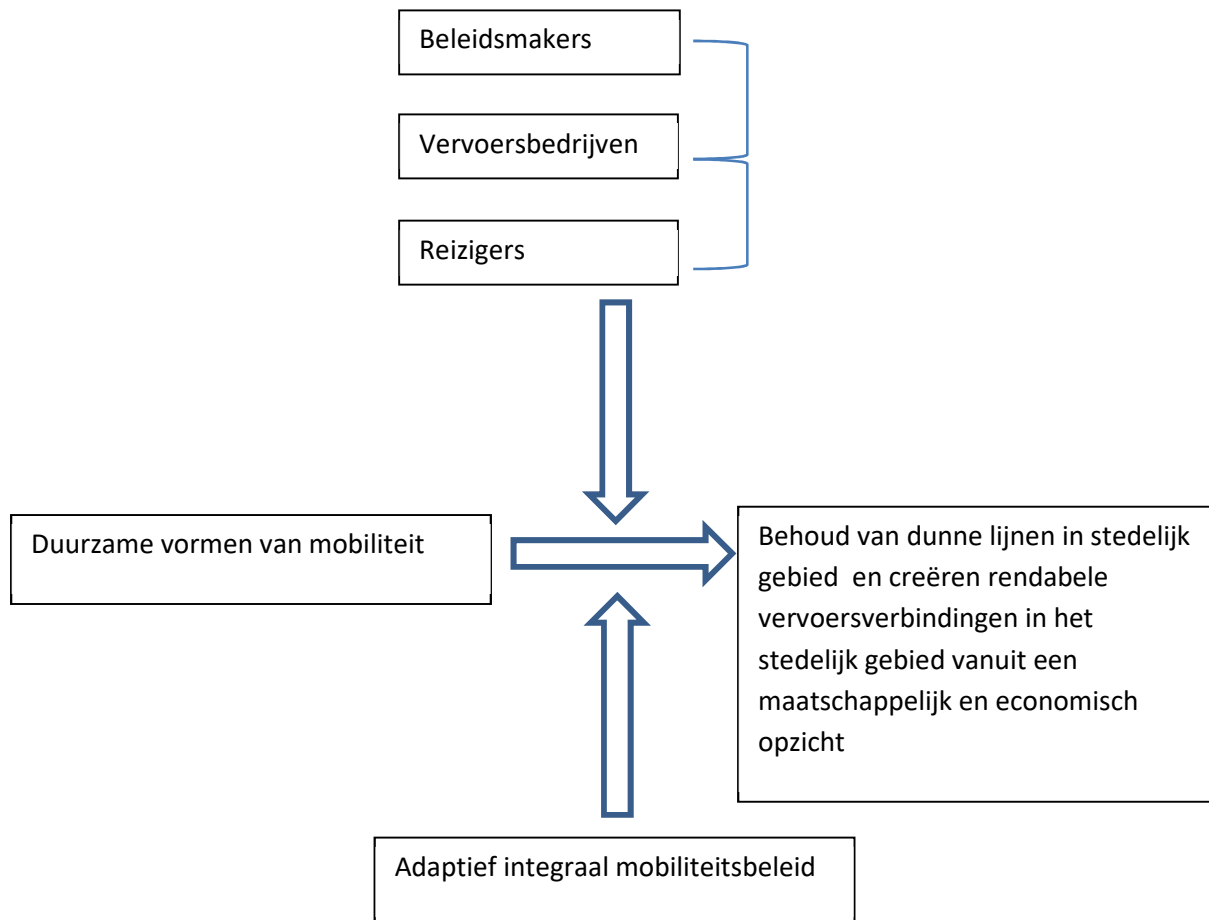 Beleidsmakers
Vervoersbedrijven
Reizigers
Duurzame vormen van mobiliteit
Behoud van dunne lijnen in stedelijk
gebied  en creëren rendabele
vervoersverbindingen in het
stedelijk gebied vanuit een
maatschappelijk en economisch
opzicht
Adaptief integraal mobiliteitsbeleid